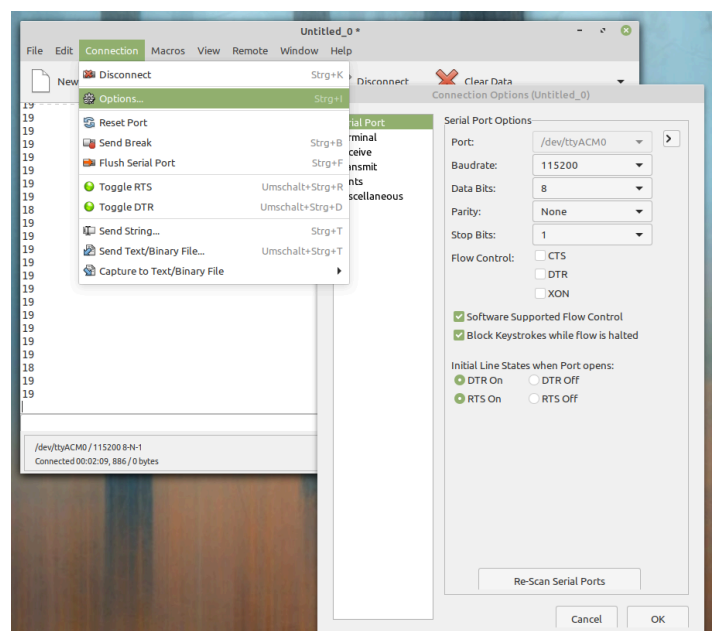 Untitled_0 *
File Edit Connection Macros View Remote Window Help
New
Disconnect
Clear Data
Disconnect Strg+K
Options... Strg+I
Reset Port
Send Break Strg+B
Flush Serial Port Strg+F
Toggle RTS Umschalt+Strg+R
Toggle DTR Umschalt+Strg+D
Send String... Strg+T
Send Text/Binary File... Umschalt+Strg+T
Capture to Text/Binary File
19
19
19
19
19
19
19
19
18
19
19
19
19
19
19
19
19
19
19
19
18
19
19
/dev/ttyACM0 / 115200 8-N-1
Connected 00:02:09, 886 / 0 bytes
Connection Options (Untitled_0)
rial Port
rminal
ceive
ansmit
nts
scellaneous
Serial Port Options
Port: /dev/ttyACM0
>
Baudrate: 115200
Data Bits: 8
Parity: None
Stop Bits: 1
Flow Control: CTS
DTR
XON
Software Supported Flow Control
Block Keystrokes while flow is halted
Initial Line States when Port opens:
DTR On DTR Off
RTS On RTS Off
Re-Scan Serial Ports
Cancel OK